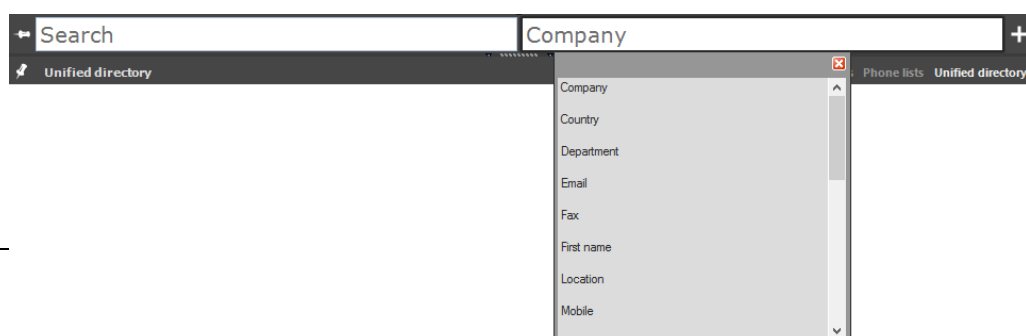 Search Company
Unified directory Phone lists Unified directory
Company
Country
Department
Email
Fax
First name
Location
Mobile